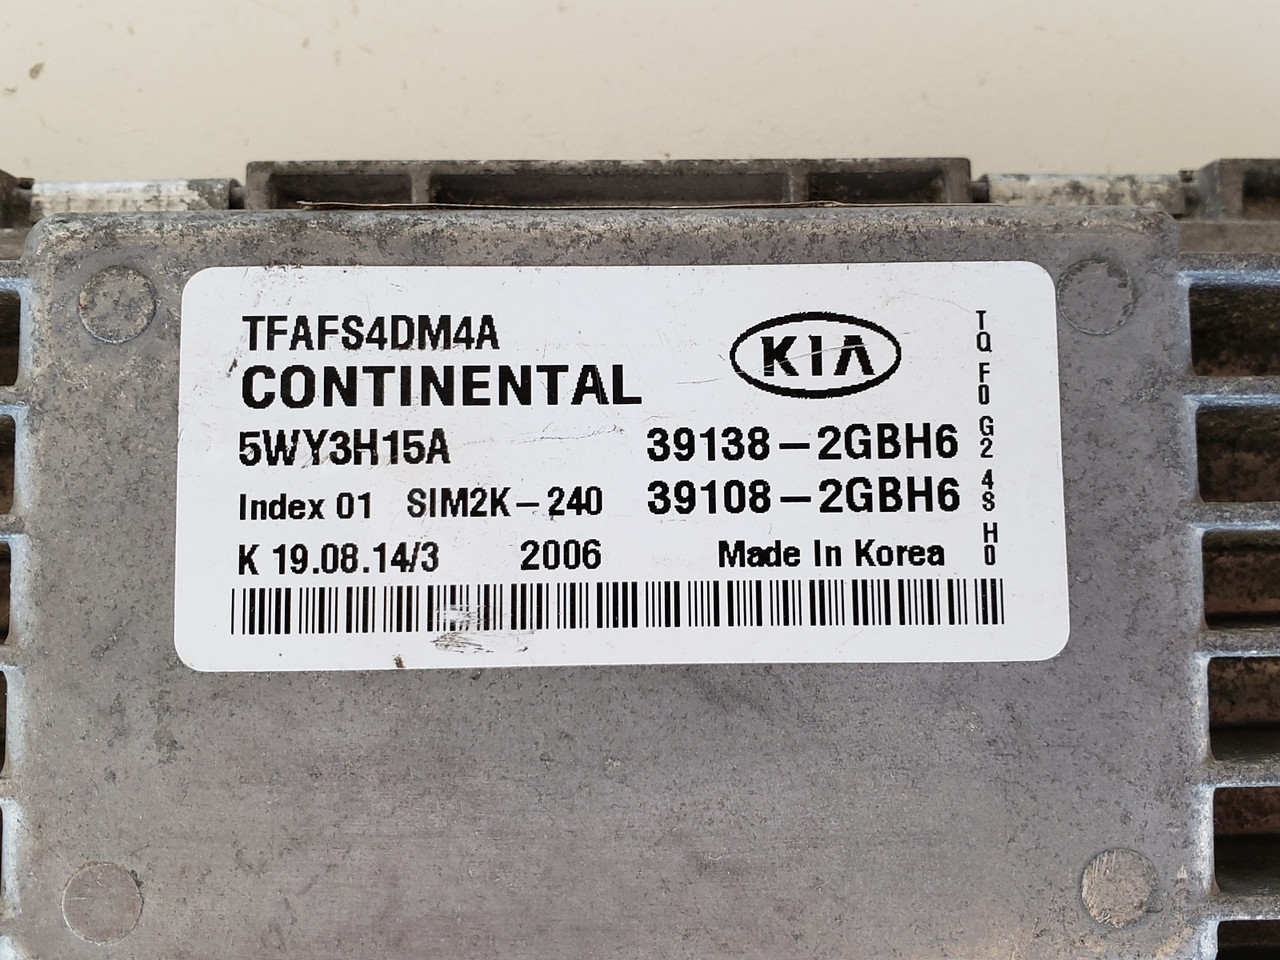 TFAFS4DM4A
CONTINENTAL
KIA
5WY3H15A 39138-2GBH6
Index 01 SIM2K-240 39108-2GBH6
K 19.08.14/3 2006 Made In Korea
TQ F0 G2 4S H0